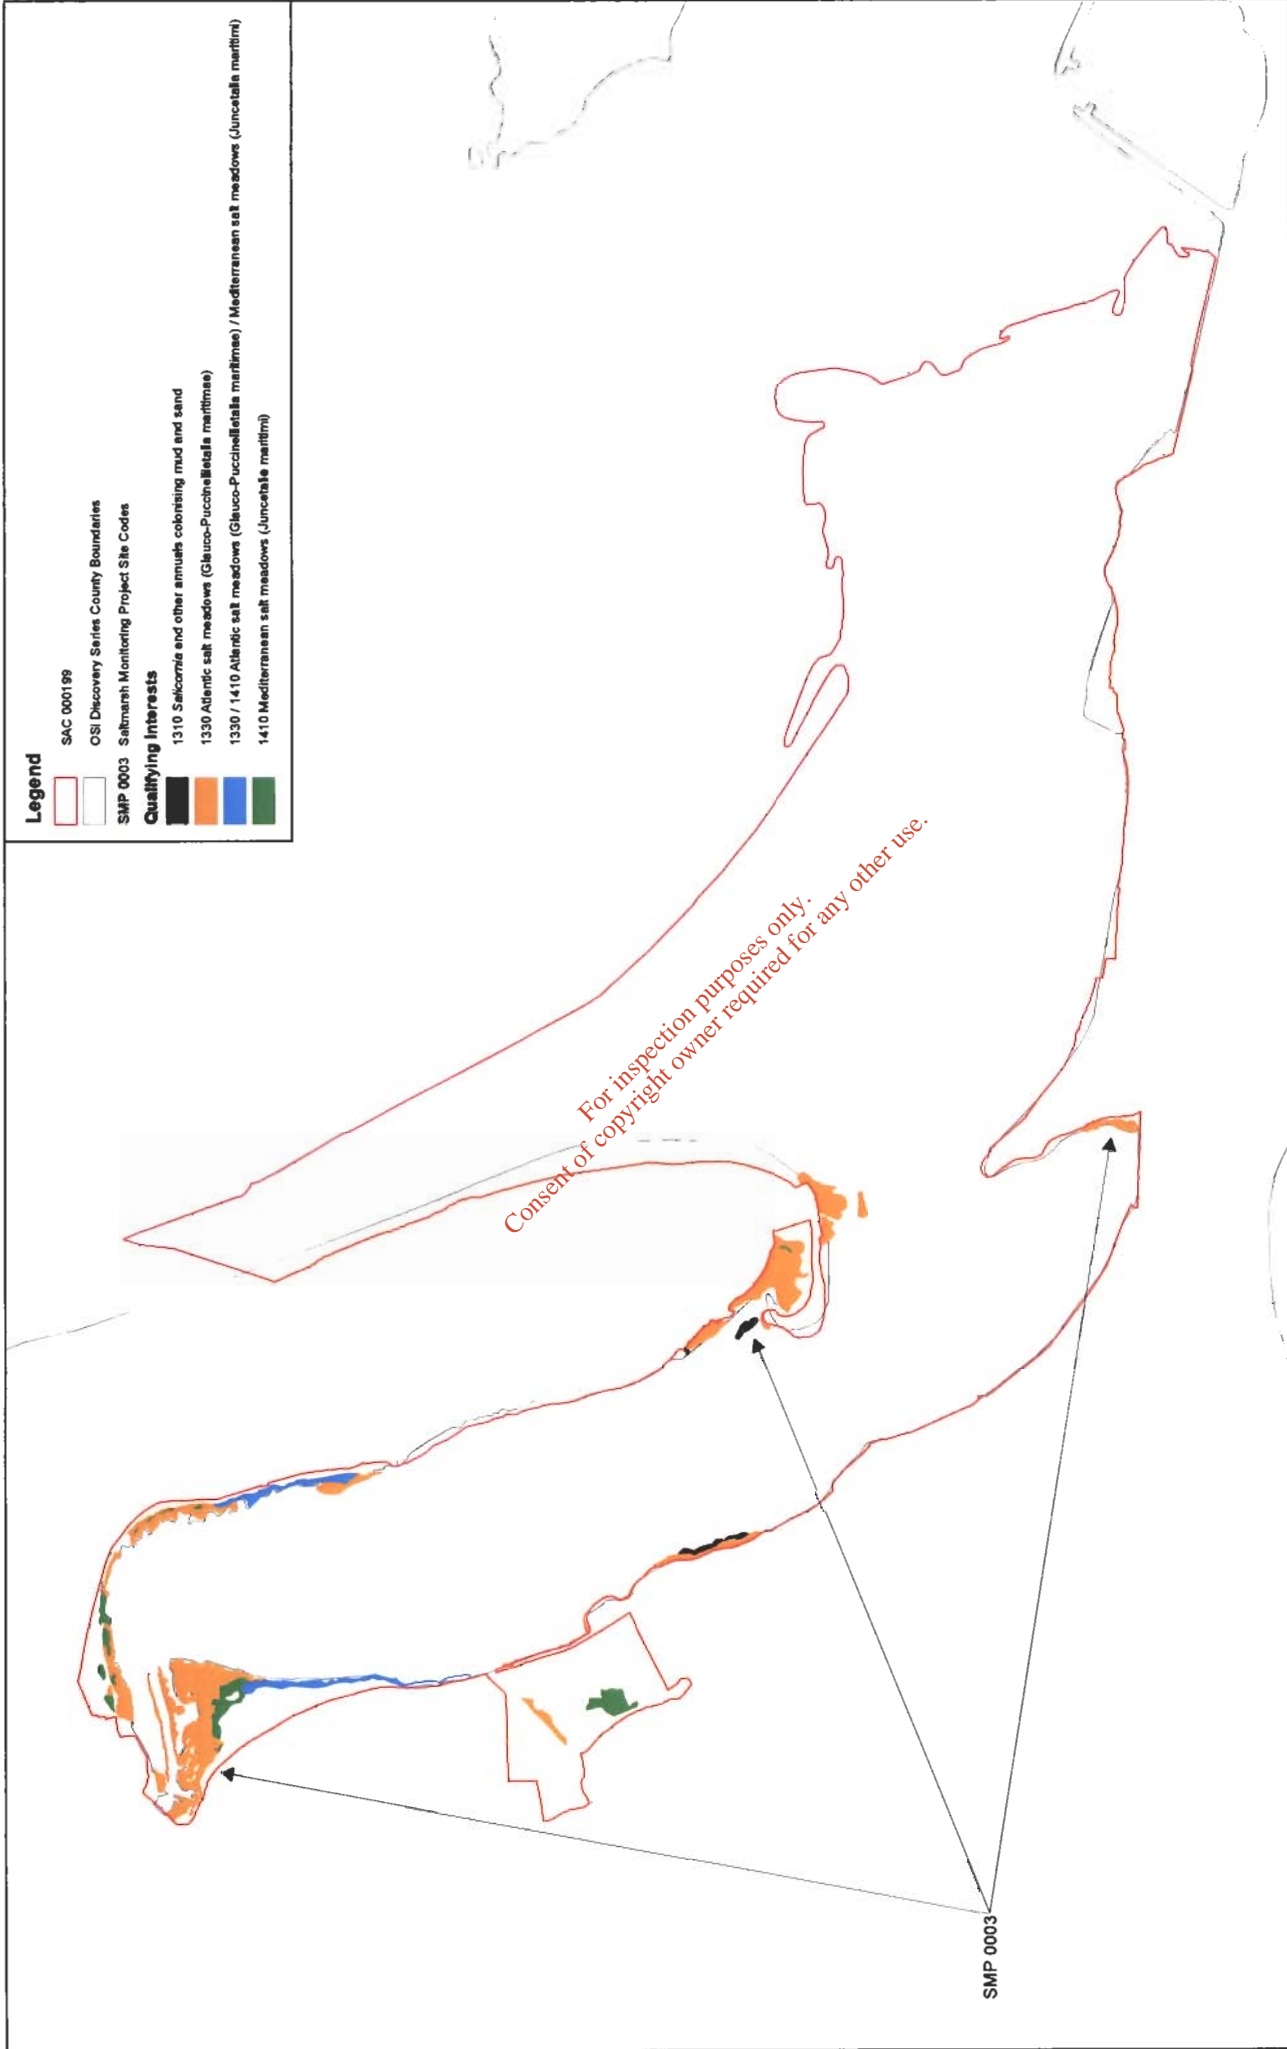 Legend
SAC 000199
OSi Discovery Series County Boundaries
SMP 0003 Saltmarsh Monitoring Project Site Codes
Qualifying Interests
1310 Salicornia and other annuals colonising mud and sand
1330 Atlantic salt meadows (Glauco-Puccinellietalia maritimae)
1330 / 1410 Atlantic salt meadows (Glauco-Puccinellietalia maritimae) / Mediterranean salt meadows (Juncetalia maritimi)
1410 Mediterranean salt meadows (Juncetalia maritimi)
For inspection purposes only.
Consent of copyright owner required for any other use.
SMP 0003